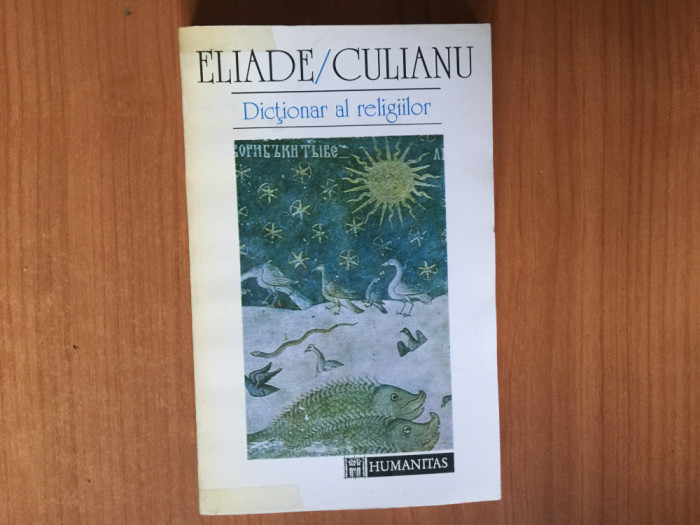 ELIADE/CULIANU
Dicţionar al religiilor
HUMANITAS